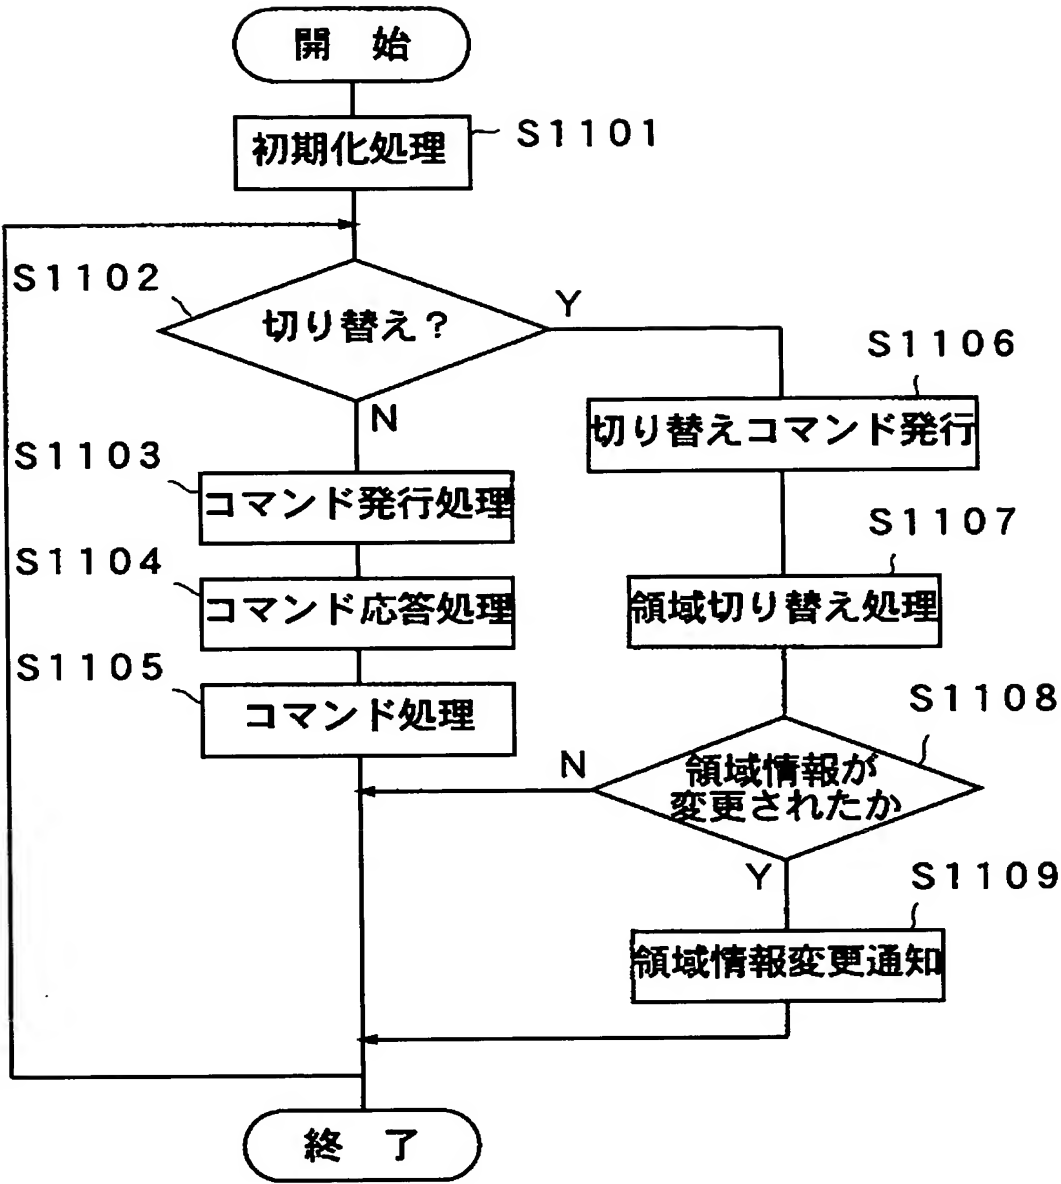 開 始
初期化処理
S1101
S1102
切り替え?
Y
N
S1103
コマンド発行処理
S1104
コマンド応答処理
S1105
コマンド処理
S1106
切り替えコマンド発行
S1107
領域切り替え処理
S1108
領域情報が
変更されたか
N
Y
S1109
領域情報変更通知
終 了